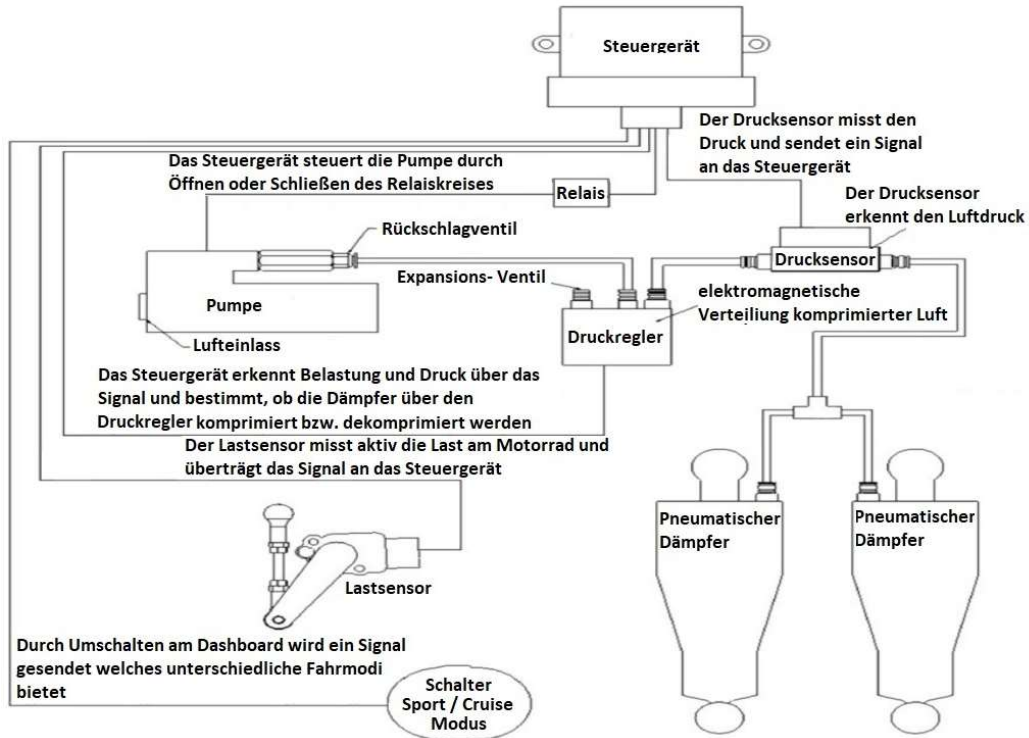 Steuergerät
Der Drucksensor misst den
Druck und sendet ein Signal
an das Steuergerät
Das Steuergerät steuert die Pumpe durch
Öffnen oder Schließen des Relaiskreises
Relais
Der Drucksensor
erkennt den Luftdruck
Rückschlagventil
Drucksensor
Expansions- Ventil
elektromagnetische
Verteiliung komprimierter Luft
Pumpe
Druckregler
Lufteinlass
Das Steuergerät erkennt Belastung und Druck über das
Signal und bestimmt, ob die Dämpfer über den
Druckregler komprimiert bzw. dekomprimiert werden
Der Lastsensor misst aktiv die Last am Motorrad und
überträgt das Signal an das Steuergerät
Pneumatischer
Dämpfer
Pneumatischer
Dämpfer
Lastsensor
Durch Umschalten am Dashboard wird ein Signal
gesendet welches unterschiedliche Fahrmodi
bietet
Schalter
Sport / Cruise
Modus